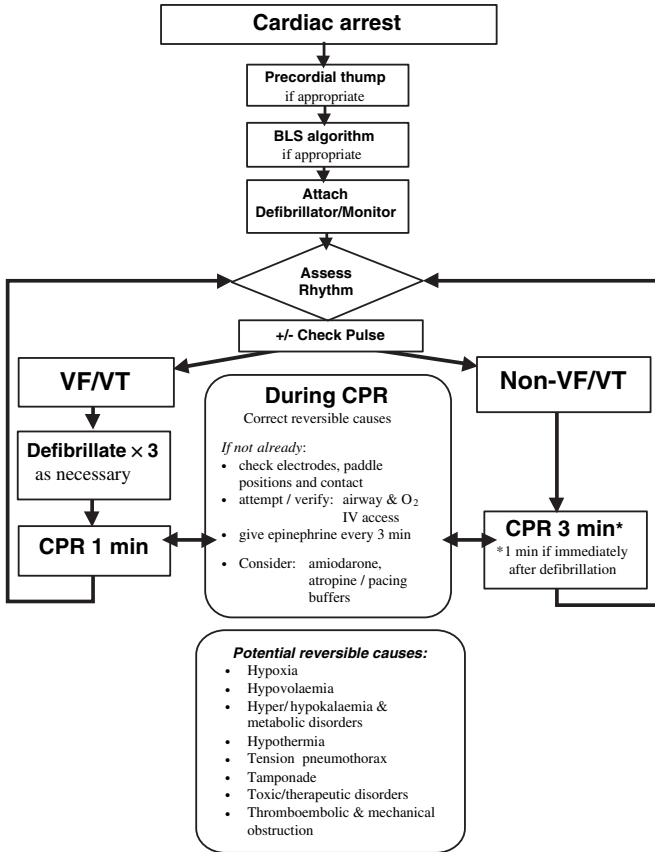 Cardiac arrest
Precordial thump
if appropriate
BLS algorithm
if appropriate
Attach
Defibrillator/Monitor
Assess
Rhythm
+/- Check Pulse
VF/VT
Defibrillate × 3
as necessary
CPR 1 min
During CPR
Correct reversible causes
If not already:
• check electrodes, paddle
positions and contact
• attempt / verify: airway & O₂
IV access
• give epinephrine every 3 min
• Consider: amiodarone,
atropine / pacing
buffers
Non-VF/VT
CPR 3 min*
*1 min if immediately
after defibrillation
Potential reversible causes:
• Hypoxia
• Hypovolaemia
• Hyper/ hypokalaemia &
metabolic disorders
• Hypothermia
• Tension pneumothorax
• Tamponade
• Toxic/therapeutic disorders
• Thromboembolic & mechanical
obstruction